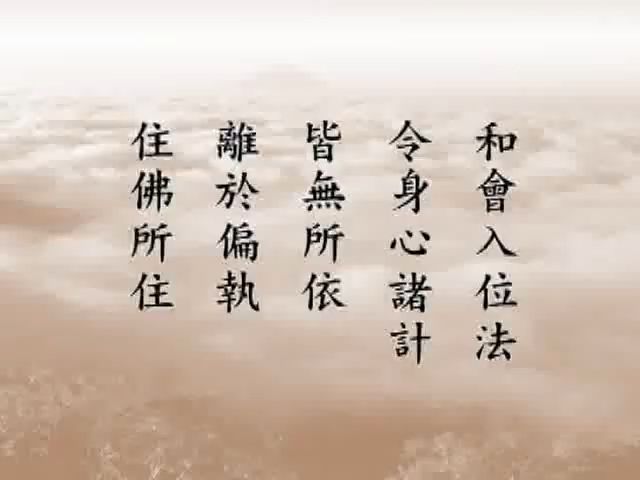 和會入位法
令身心諸計
皆無所依
離於偏執
住佛所住